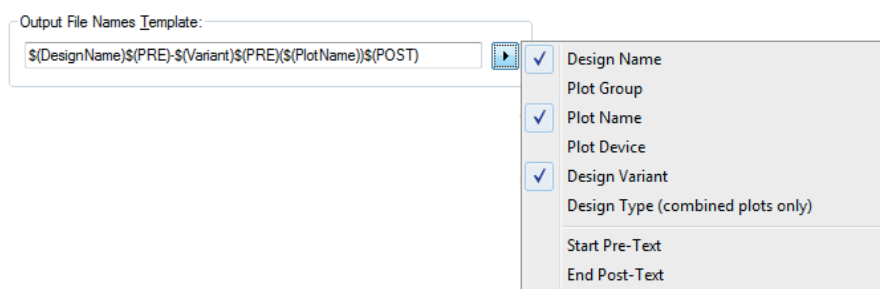 Output File Names Template:
$(DesignName)$(PRE)-$(Variant)$(PRE)($(PlotName))$(POST)
Design Name
Plot Group
Plot Name
Plot Device
Design Variant
Design Type (combined plots only)
Start Pre-Text
End Post-Text